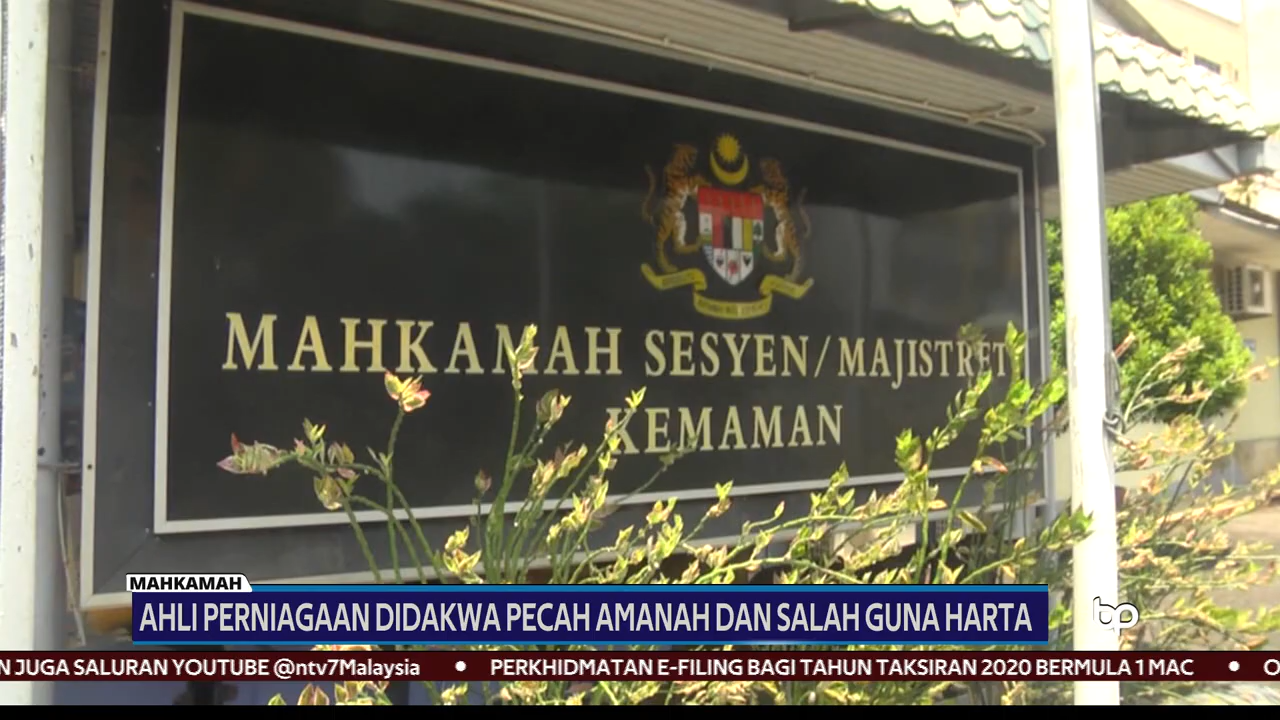 MAHKAMAH SESYEN/MAJISTRET
KEMAMAN
MAHKAMAH
AHLI PERNIAGAAN DIDAKWA PECAH AMANAH DAN SALAH GUNA HARTA
bp
N JUGA SALURAN YOUTUBE @ntv7Malaysia • PERKHIDMATAN E-FILING BAGI TAHUN TAKSIRAN 2020 BERMULA 1 MAC • O